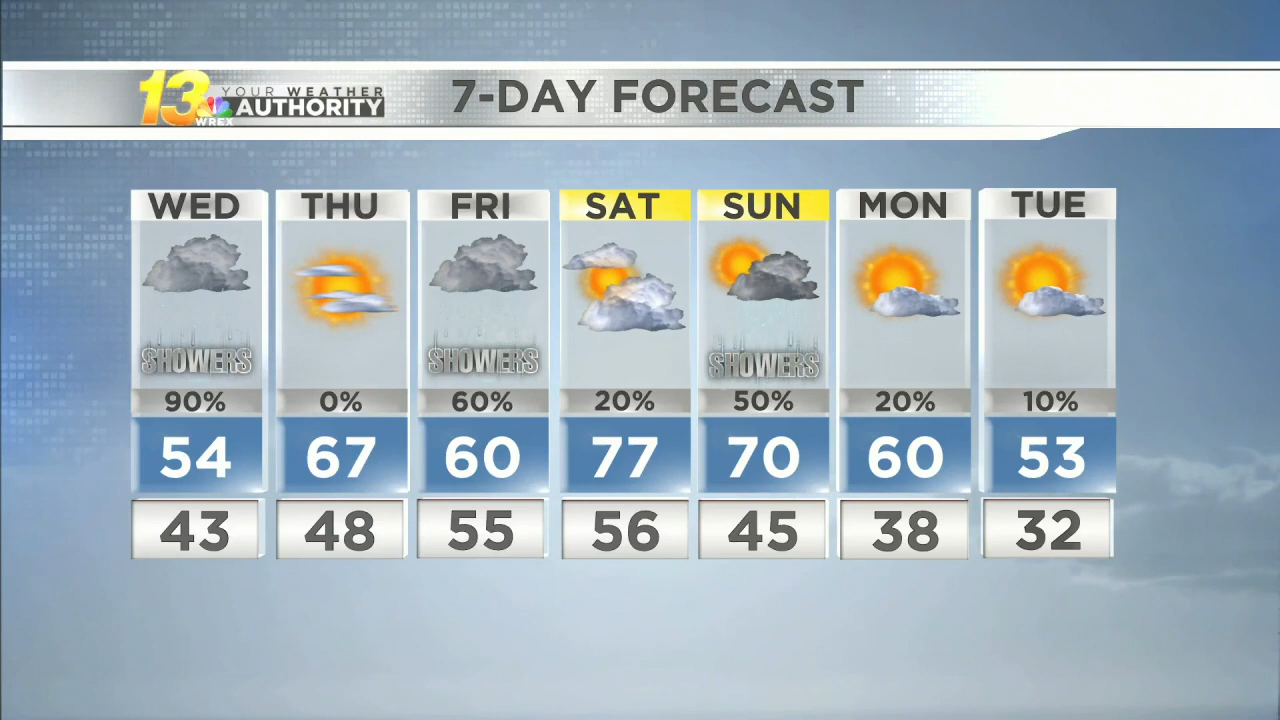 13 WREX
YOUR WEATHER
AUTHORITY
7-DAY FORECAST
WED THU FRI SAT SUN MON TUE
SHOWERS SHOWERS SHOWERS
90% 0% 60% 20% 50% 20% 10%
54 67 60 77 70 60 53
43 48 55 56 45 38 32